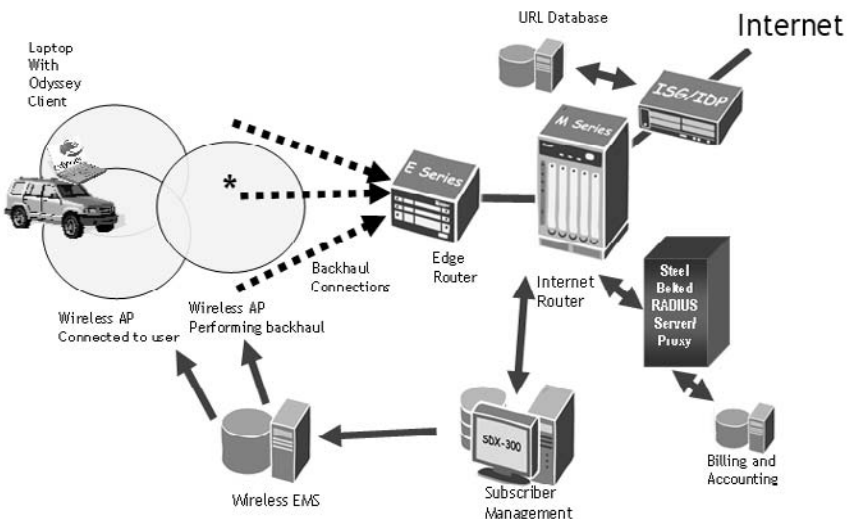 URL Database
Internet
Laptop
With
Odyssey
Client
ISG/IDP
M Series
E Series
*
Edge
Router
Backhaul
Connections
Internet
Router
Steel
Belted
RADIUS
Server/
Proxy
Wireless AP
Connected to user
Wireless AP
Performing backhaul
SDX-300
Billing and
Accounting
Wireless EMS
Subscriber
Management